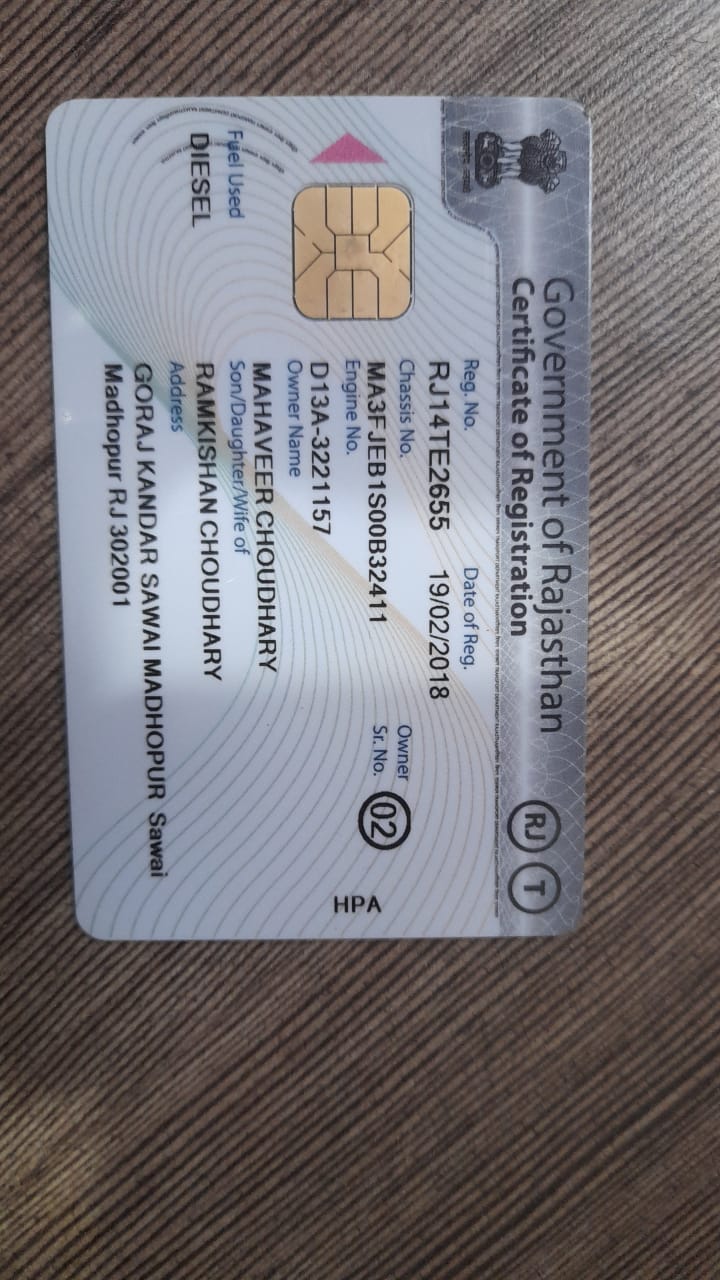 Government of Rajasthan
Certificate of Registration
RJ T
Reg. No. Date of Reg.
RJ14TE2655 19/02/2018
Chassis No. Owner
MA3FJEB1S00B32411 Sr. No. 02
Engine No.
D13A-3221157 HPA
Owner Name
MAHAVEER CHOUDHARY
Fuel Used Son/Daughter/Wife of
DIESEL RAMKISHAN CHOUDHARY
Address
GORAJ KANDAR SAWAI MADHOPUR Sawai
Madhopur RJ 302001